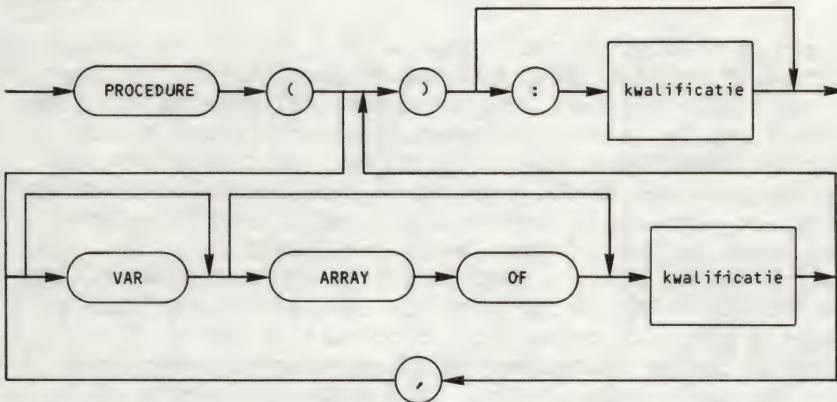 PROCEDURE ( ) : kwalificatie
VAR ARRAY OF kwalificatie
,